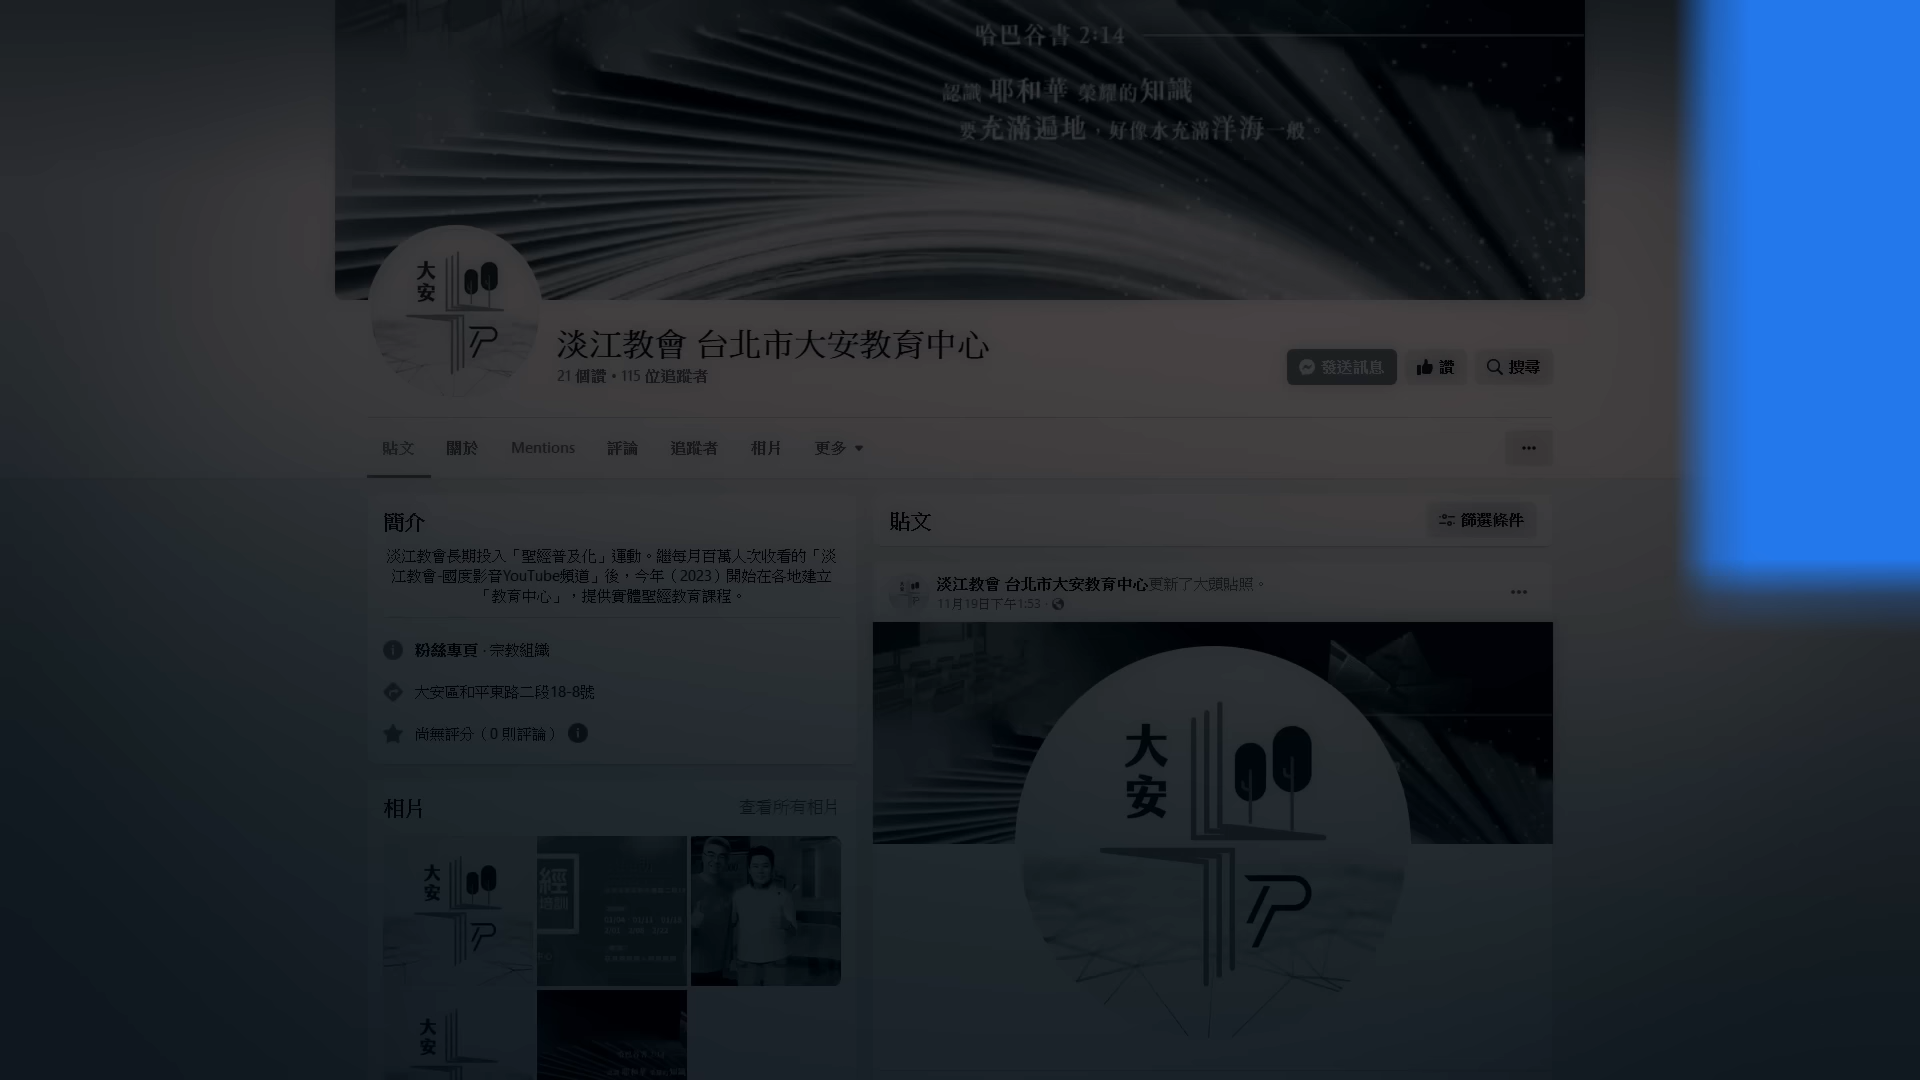 哈巴谷書 2:14
認識 耶和華 榮耀的知識
要充滿遍地，好像水充滿洋海一般。
大安
淡江教會 台北市大安教育中心
21 個讚 • 115 位追蹤者
發送訊息 讚 搜尋
貼文 關於 Mentions 評論 追蹤者 相片 更多
簡介
淡江教會長期投入「聖經普及化」運動。繼每月百萬人次收看的「淡
江教會-國度影音YouTube頻道」後，今年（2023）開始在各地建立
「教育中心」，提供實體聖經教育課程。
粉絲專頁 · 宗教組織
大安區和平東路二段18-8號
尚無評分（0 則評論）
相片 查看所有相片
大安
經
培訓
大安
貼文 篩選條件
淡江教會 台北市大安教育中心更新了大頭貼照。
11月19日下午1:53 ·
大安